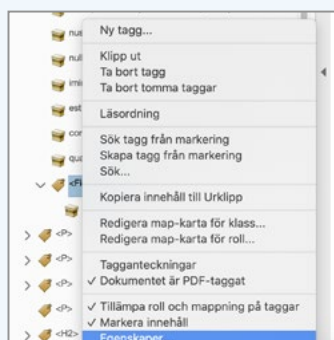 Ny tagg...
Klipp ut
Ta bort tagg
Ta bort tomma taggar
Läsordning
Sök tagg från markering
Skapa tagg från markering
Sök...
Kopiera innehåll till Urklipp
Redigera map-karta för klass...
Redigera map-karta för roll...
Tagganteckningar
✓ Dokumentet är PDF-taggat
✓ Tillämpa roll och mappning på taggar
✓ Markera innehåll
Egenskaper
<P>
<P>
<P>
<P>
<H2>